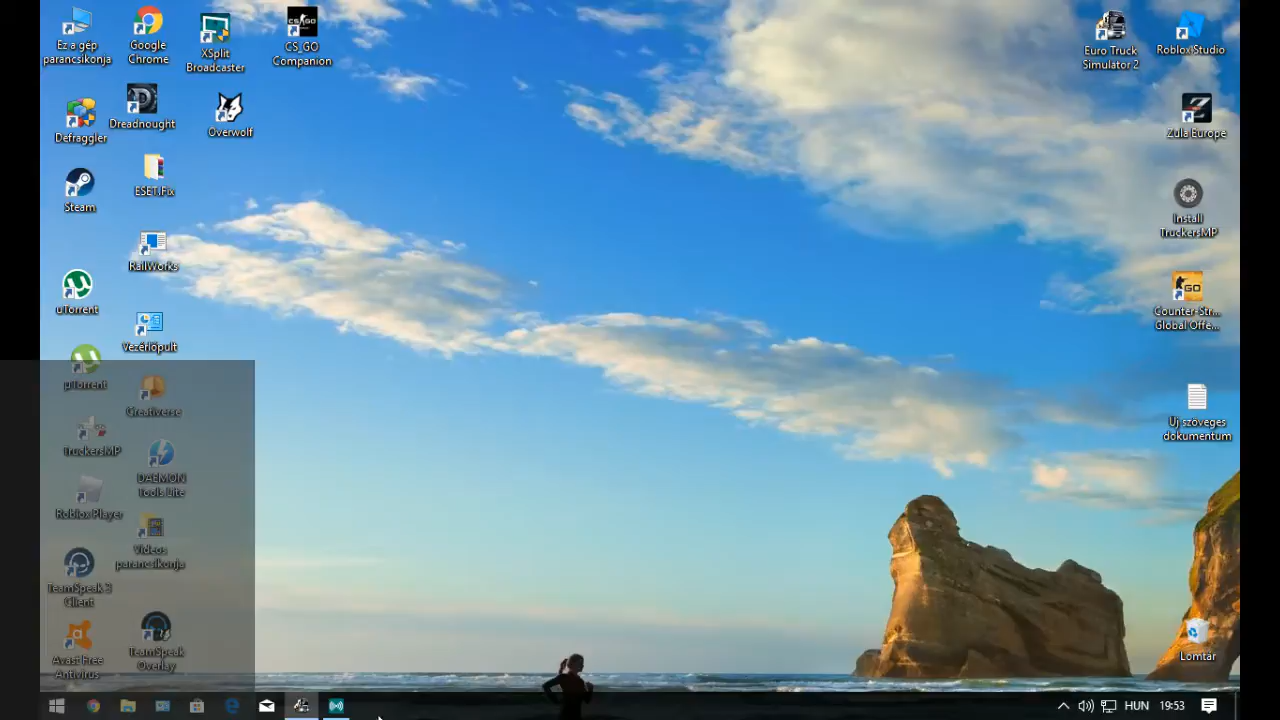 Ez a gép
parancsikonja
Google
Chrome
XSplit
Broadcaster
CS_GO
Companion
Euro Truck
Simulator 2
Roblox Studio
Defraggler
Dreadnought
Overwolf
Zula Europe
Steam
ESET.Fix
Install
TruckersMP
RailWorks
uTorrent
Counter-Str...
Global Offe...
Vezérlőpult
µTorrent
Creativerse
Új szöveges
dokumentum
TruckersMP
DAEMON
Tools Lite
Roblox Player
Videos
parancsikonja
TeamSpeak 3
Client
TeamSpeak
Overlay
Avast Free
Antivirus
Lomtár
HUN
19:53